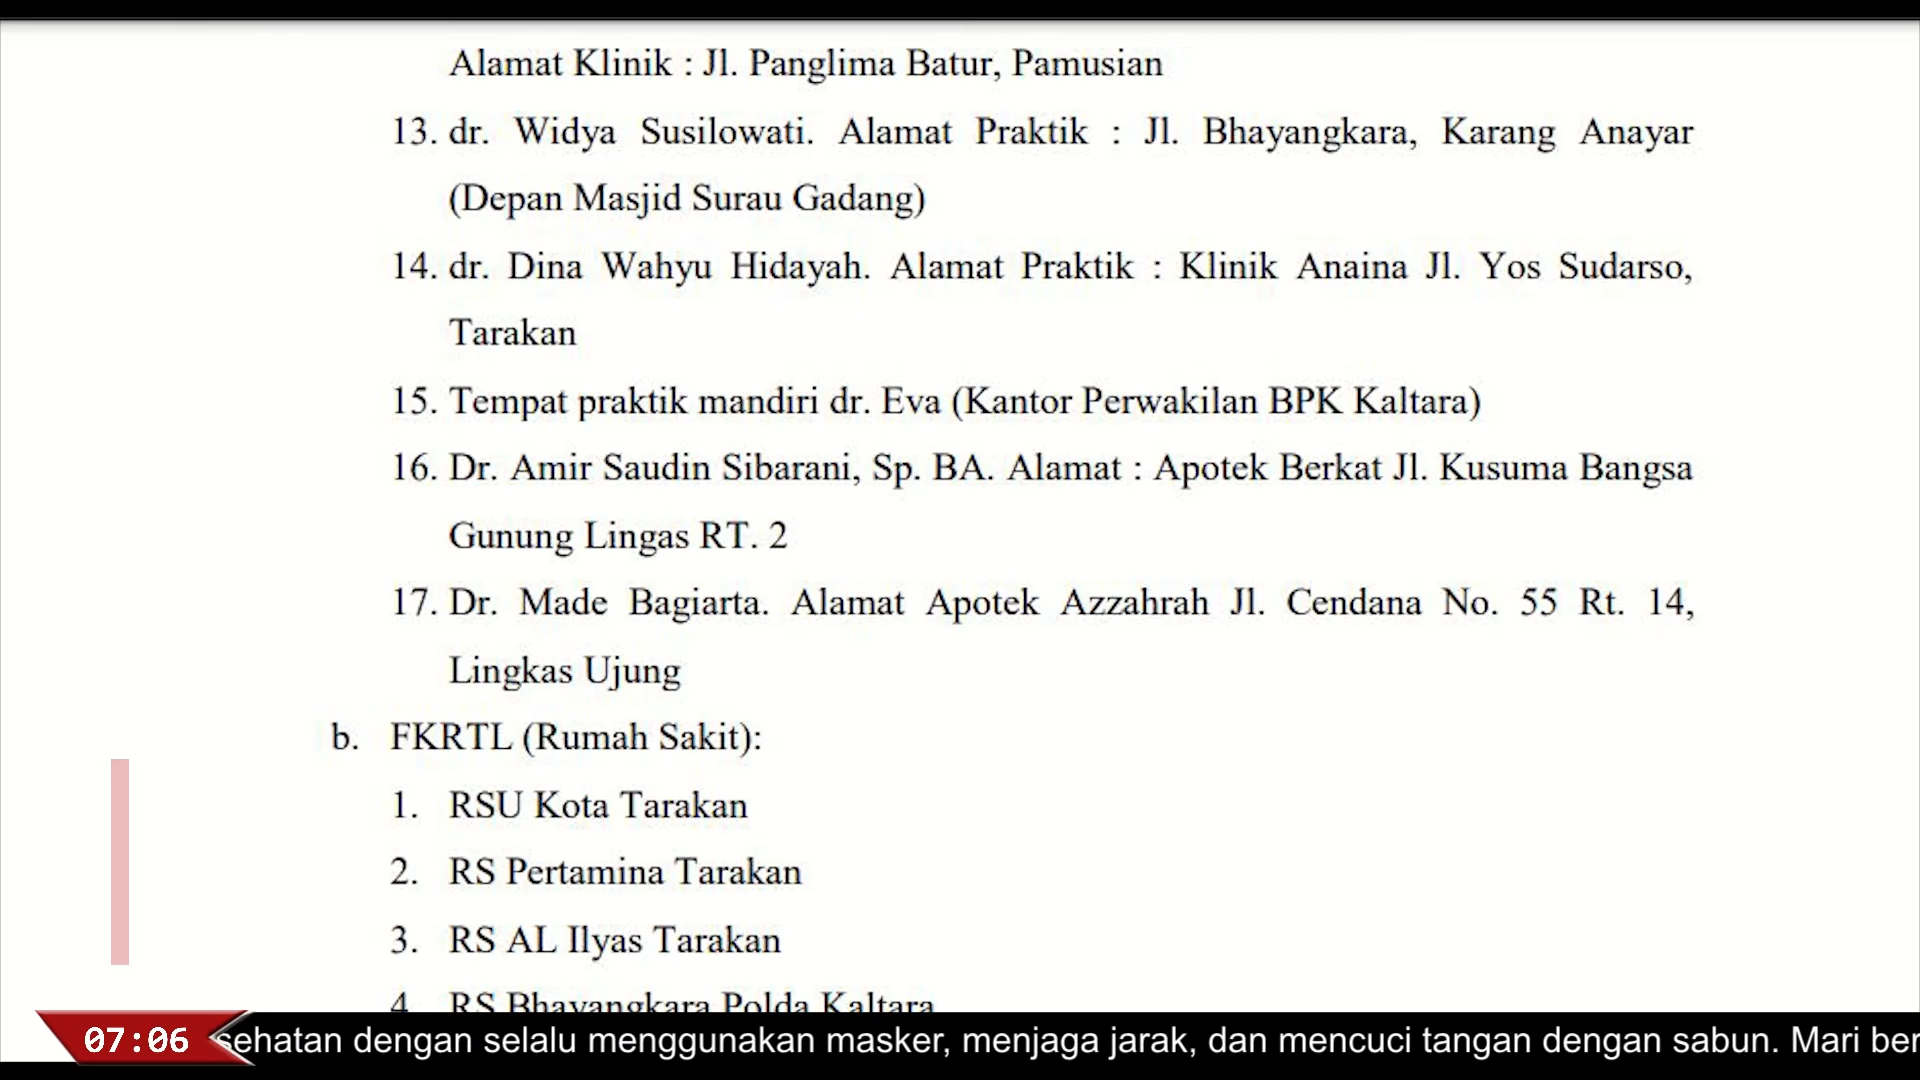 Alamat Klinik : Jl. Panglima Batur, Pamusian
13. dr. Widya Susilowati. Alamat Praktik : Jl. Bhayangkara, Karang Anayar
(Depan Masjid Surau Gadang)
14. dr. Dina Wahyu Hidayah. Alamat Praktik : Klinik Anaina Jl. Yos Sudarso,
Tarakan
15. Tempat praktik mandiri dr. Eva (Kantor Perwakilan BPK Kaltara)
16. Dr. Amir Saudin Sibarani, Sp. BA. Alamat : Apotek Berkat Jl. Kusuma Bangsa
Gunung Lingas RT. 2
17. Dr. Made Bagiarta. Alamat Apotek Azzahrah Jl. Cendana No. 55 Rt. 14,
Lingkas Ujung
b. FKRTL (Rumah Sakit):
1. RSU Kota Tarakan
2. RS Pertamina Tarakan
3. RS AL Ilyas Tarakan
4. RS Bhayangkara Polda Kaltara
07:06 sehatan dengan selalu menggunakan masker, menjaga jarak, dan mencuci tangan dengan sabun. Mari ber